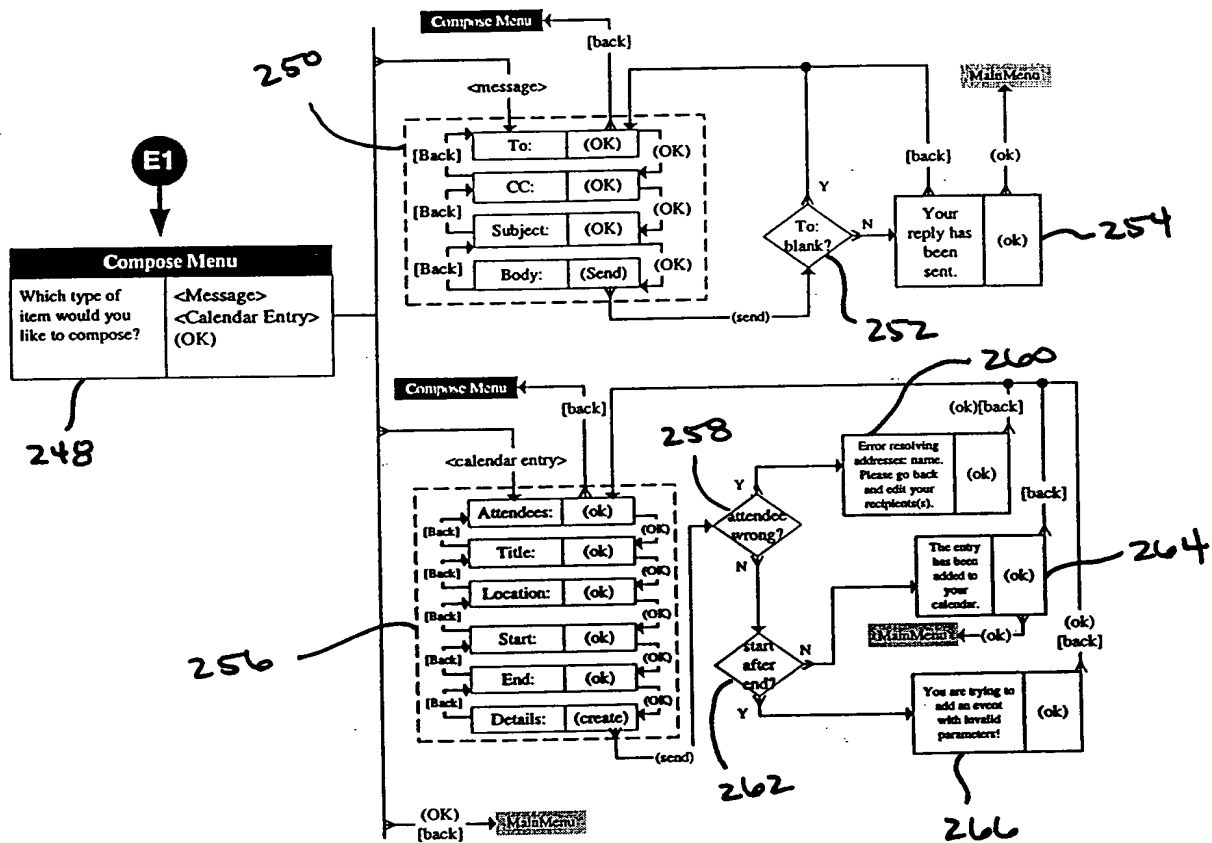 E1
Compose Menu
Which type of
item would you
like to compose?
<Message>
<Calendar Entry>
(OK)
248
Compose Menu
[back]
250
<message>
To:
(OK)
CC:
(OK)
Subject:
(OK)
Body:
(Send)
[Back]
[Back]
[Back]
(OK)
(OK)
(OK)
(send)
To:
blank?
Y
N
252
[back]
(ok)
MainMenu
Your
reply has
been
sent.
(ok)
254
Compose Menu
[back]
<calendar entry>
Attendees:
(ok)
Title:
(ok)
Location:
(ok)
Start:
(ok)
End:
(ok)
Details:
(create)
[Back]
[Back]
[Back]
[Back]
[Back]
(OK)
(OK)
(OK)
(OK)
(OK)
256
(send)
258
attendee
wrong?
Y
N
260
Error resolving
addresses: name.
Please go back
and edit your
recipients(s).
(ok)
(ok)[back]
start
after
end?
N
Y
262
The entry
has been
added to
your
calendar.
(ok)
[back]
264
MainMenu
(ok)
(ok)
[back]
You are trying to
add an event
with invalid
parameters!
(ok)
266
(OK)
[back]
MainMenu